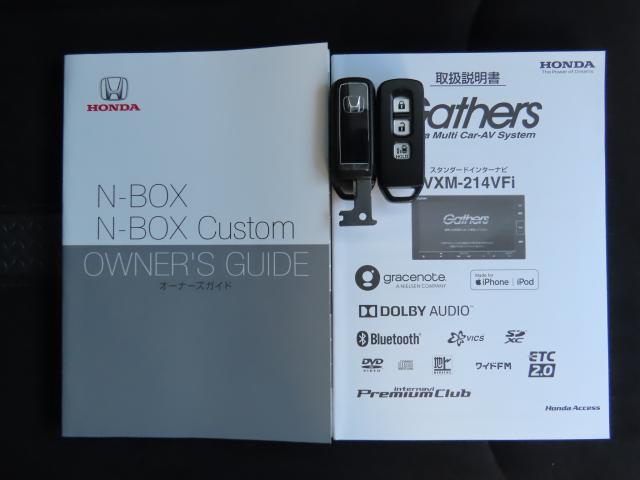 HONDA
N-BOX
N-BOX Custom
OWNER'S GUIDE
オーナーズガイド
HONDA
The Power of Dreams
取扱説明書
Gathers
Multi Car-AV System
スタンダードインターナビ
VXM-214VFi
Gathers
gracenote.
A NIELSEN COMPANY
Made for
iPhone iPod
DOLBY AUDIO
Bluetooth
VICS
SD XC
DVD VIDEO
ワイドFM
ETC 2.0
internavi
PremiumClub
Honda Access
HOLD